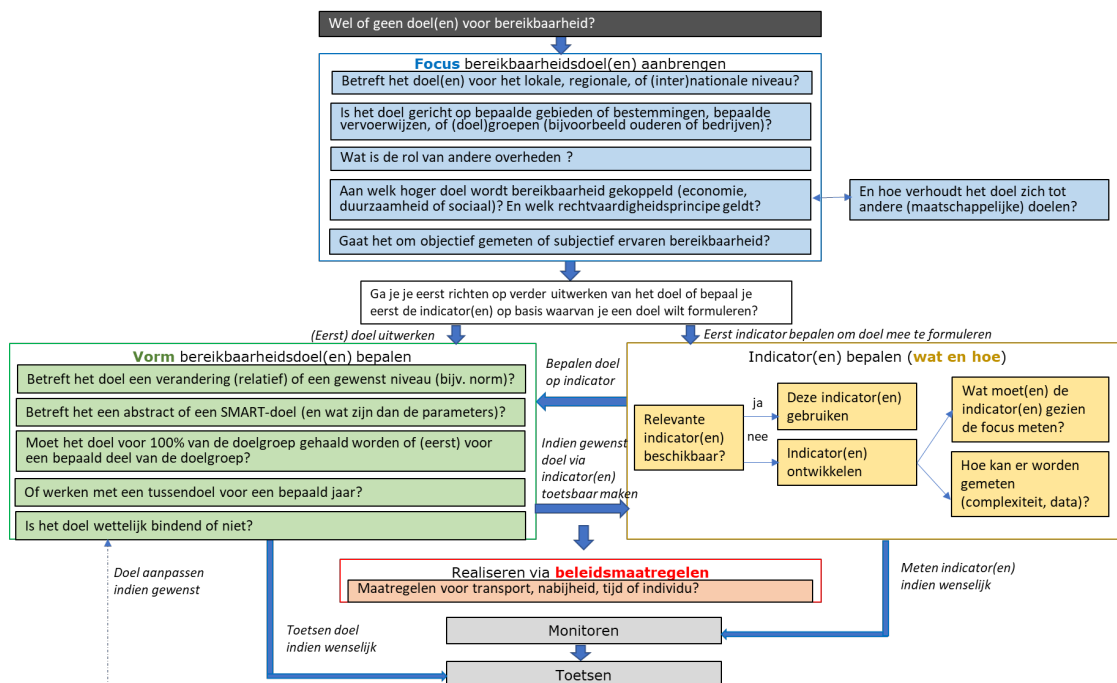 Wel of geen doel(en) voor bereikbaarheid?
Focus bereikbaarheidsdoel(en) aanbrengen
Betreft het doel(en) voor het lokale, regionale, of (inter)nationale niveau?
Is het doel gericht op bepaalde gebieden of bestemmingen, bepaalde
vervoerwijzen, of (doel)groepen (bijvoorbeeld ouderen of bedrijven)?
Wat is de rol van andere overheden ?
Aan welk hoger doel wordt bereikbaarheid gekoppeld (economie,
duurzaamheid of sociaal)? En welk rechtvaardigheidsprincipe geldt?
En hoe verhoudt het doel zich tot
andere (maatschappelijke) doelen?
Gaat het om objectief gemeten of subjectief ervaren bereikbaarheid?
Ga je je eerst richten op verder uitwerken van het doel of bepaal je
eerst de indicator(en) op basis waarvan je een doel wilt formuleren?
(Eerst) doel uitwerken
Eerst indicator bepalen om doel mee te formuleren
Vorm bereikbaarheidsdoel(en) bepalen
Betreft het doel een verandering (relatief) of een gewenst niveau (bijv. norm)?
Betreft het een abstract of een SMART-doel (en wat zijn dan de parameters)?
Moet het doel voor 100% van de doelgroep gehaald worden of (eerst) voor
een bepaald deel van de doelgroep?
Of werken met een tussendoel voor een bepaald jaar?
Is het doel wettelijk bindend of niet?
Bepalen doel
op indicator
Indien gewenst
doel via
indicator(en)
toetsbaar maken
Indicator(en) bepalen (wat en hoe)
Relevante
indicator(en)
beschikbaar?
ja
nee
Deze indicator(en)
gebruiken
Indicator(en)
ontwikkelen
Wat moet(en) de
indicator(en) gezien
de focus meten?
Hoe kan er worden
gemeten
(complexiteit, data)?
Realiseren via beleidsmaatregelen
Maatregelen voor transport, nabijheid, tijd of individu?
Doel aanpassen
indien gewenst
Meten indicator(en)
indien wenselijk
Toetsen doel
indien wenselijk
Monitoren
Toetsen